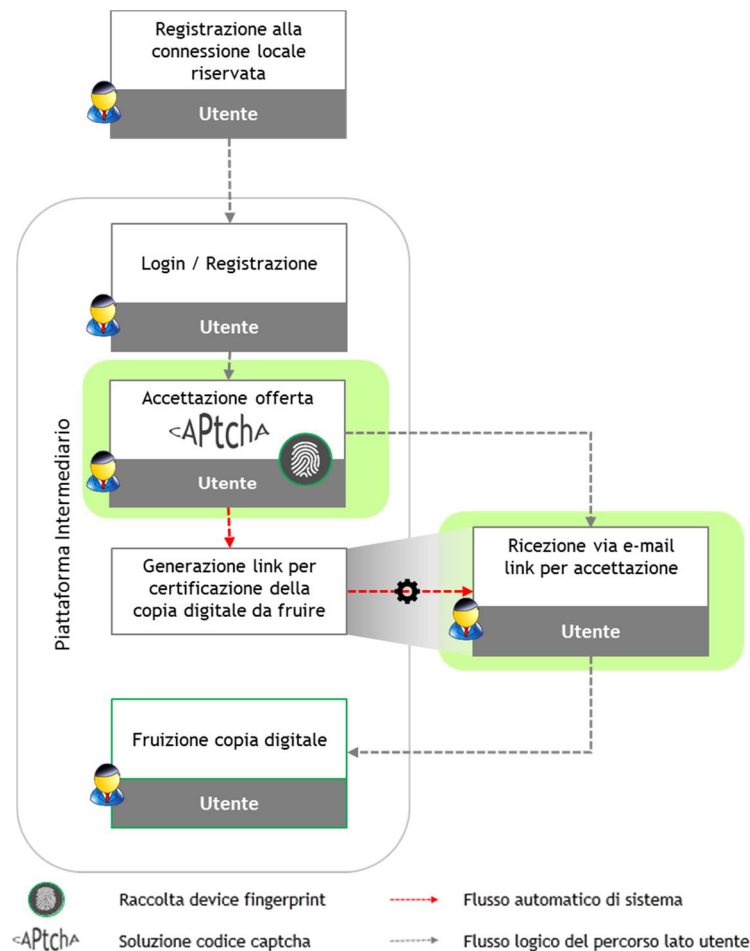 Registrazione alla
connessione locale
riservata
Utente
Piattaforma Intermediario
Login / Registrazione
Utente
Accettazione offerta
<APtchA
Utente
Generazione link per
certificazione della
copia digitale da fruire
Ricezione via e-mail
link per accettazione
Utente
Fruizione copia digitale
Utente
Raccolta device fingerprint
Flusso automatico di sistema
<APtchA
Soluzione codice captcha
Flusso logico del percorso lato utente